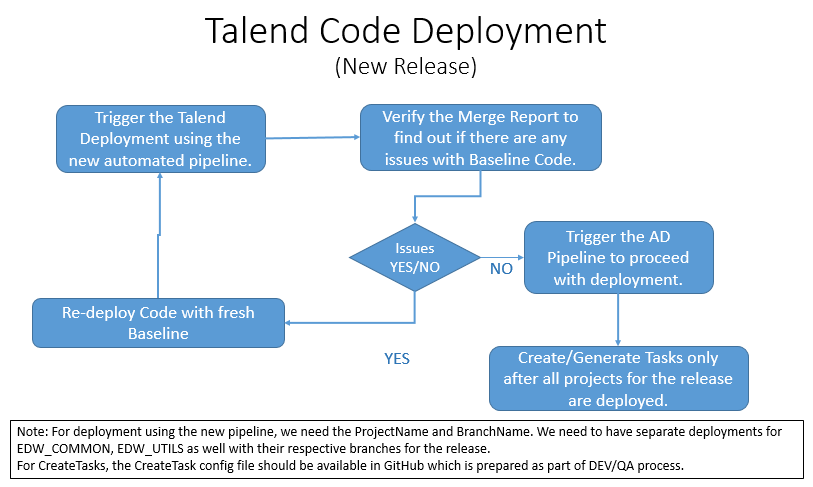 Talend Code Deployment
(New Release)
Trigger the Talend
Deployment using the
new automated pipeline.
Verify the Merge Report to
find out if there are any
issues with Baseline Code.
Issues
YES/NO
NO
Trigger the AD
Pipeline to proceed
with deployment.
Re-deploy Code with fresh
Baseline
YES
Create/Generate Tasks only
after all projects for the release
are deployed.
Note: For deployment using the new pipeline, we need the ProjectName and BranchName. We need to have separate deployments for
EDW_COMMON, EDW_UTILS as well with their respective branches for the release.
For CreateTasks, the CreateTask config file should be available in GitHub which is prepared as part of DEV/QA process.